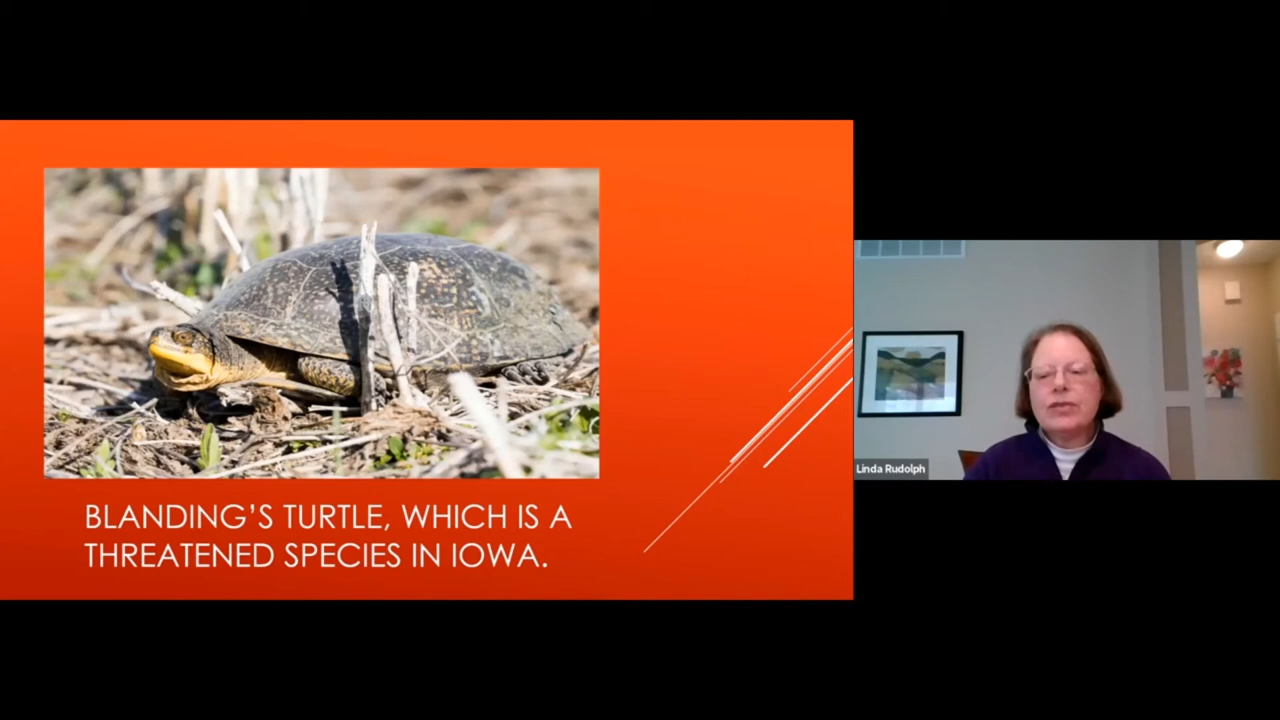 BLANDING’S TURTLE, WHICH IS A
THREATENED SPECIES IN IOWA.
Linda Rudolph